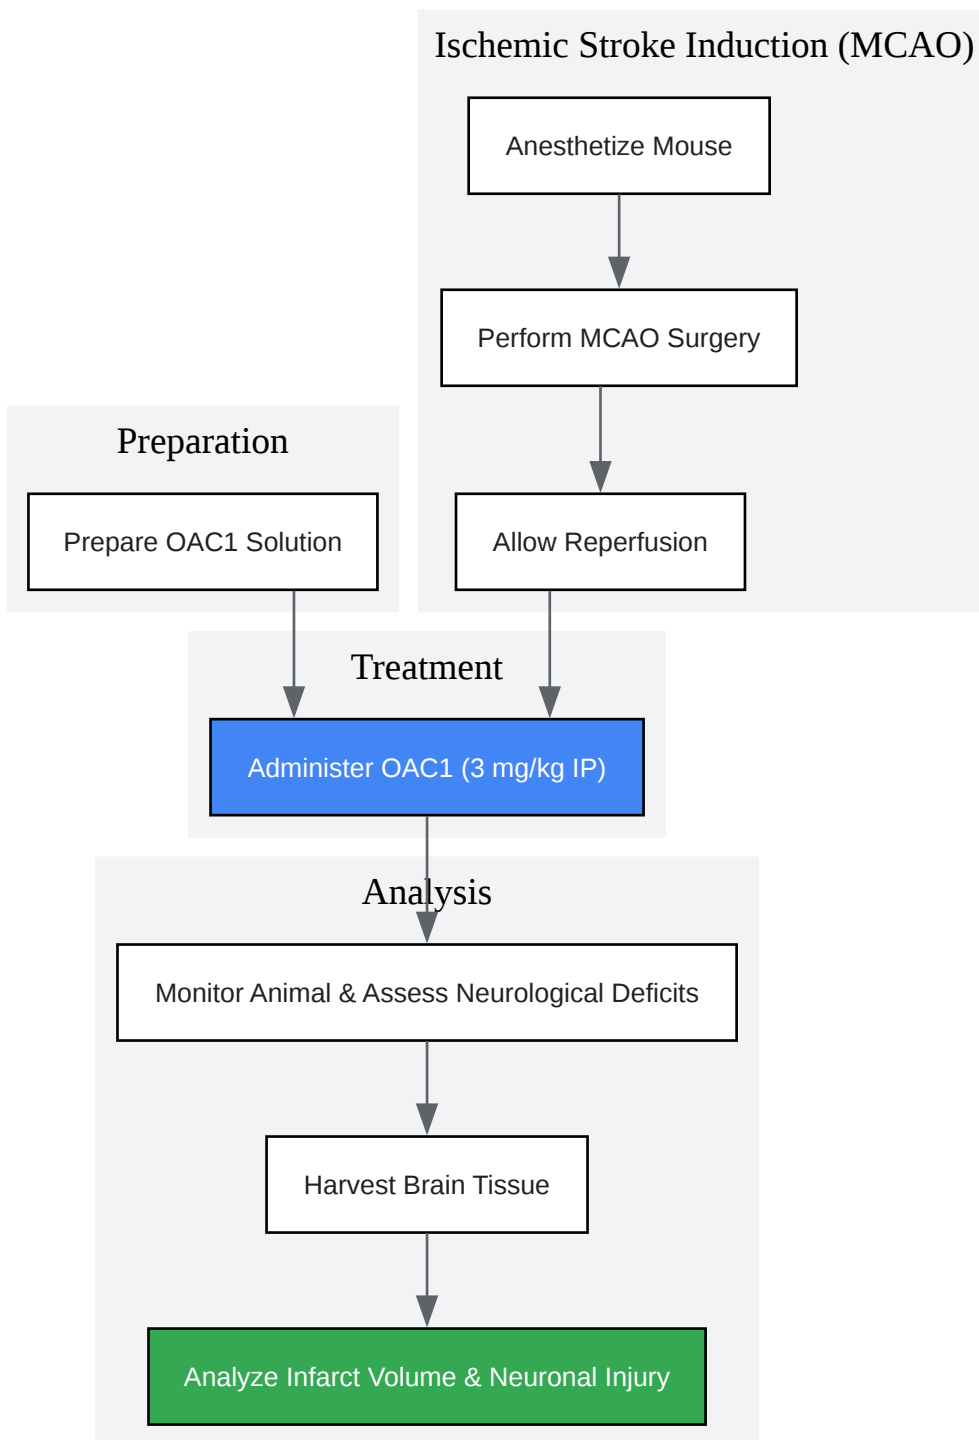 Ischemic Stroke Induction (MCAO)
Anesthetize Mouse
Perform MCAO Surgery
Preparation
Prepare OAC1 Solution
Allow Reperfusion
Treatment
Administer OAC1 (3 mg/kg IP)
Analysis
Monitor Animal & Assess Neurological Deficits
Harvest Brain Tissue
Analyze Infarct Volume & Neuronal Injury